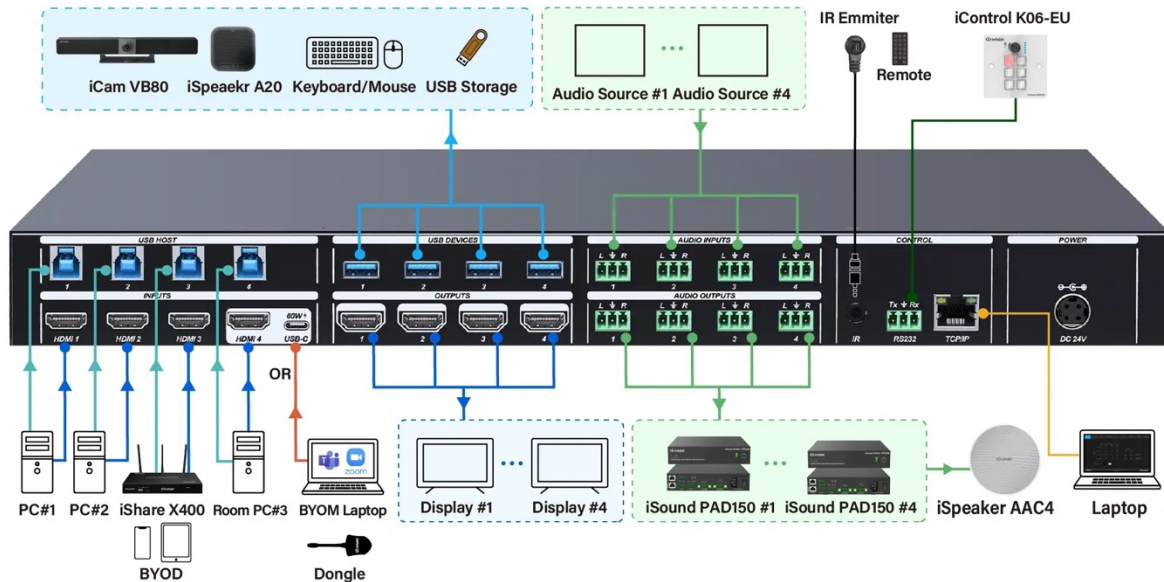 IR Emmiter
iControl K06-EU
Remote
iCam VB80
iSpeaekr A20
Keyboard/Mouse
USB Storage
Audio Source #1
Audio Source #4
USB HOST
USB DEVICES
AUDIO INPUTS
CONTROL
POWER
L R L R L R L R
1 2 3 4
1 2 3 4
1 2 3 4
INPUTS
OUTPUTS
AUDIO OUTPUTS
60W+
L R L R L R L R
Tx Rx
HDMI 1
HDMI 2
HDMI 3
HDMI 4
USB-C
1 2 3 4
1 2 3 4
IR
RS232
TCP/IP
DC 24V
OR
zoom
PC#1
PC#2
iShare X400
Room PC#3
BYOM Laptop
Display #1
Display #4
iSound PAD150 #1
iSound PAD150 #4
iSpeaker AAC4
Laptop
BYOD
Dongle